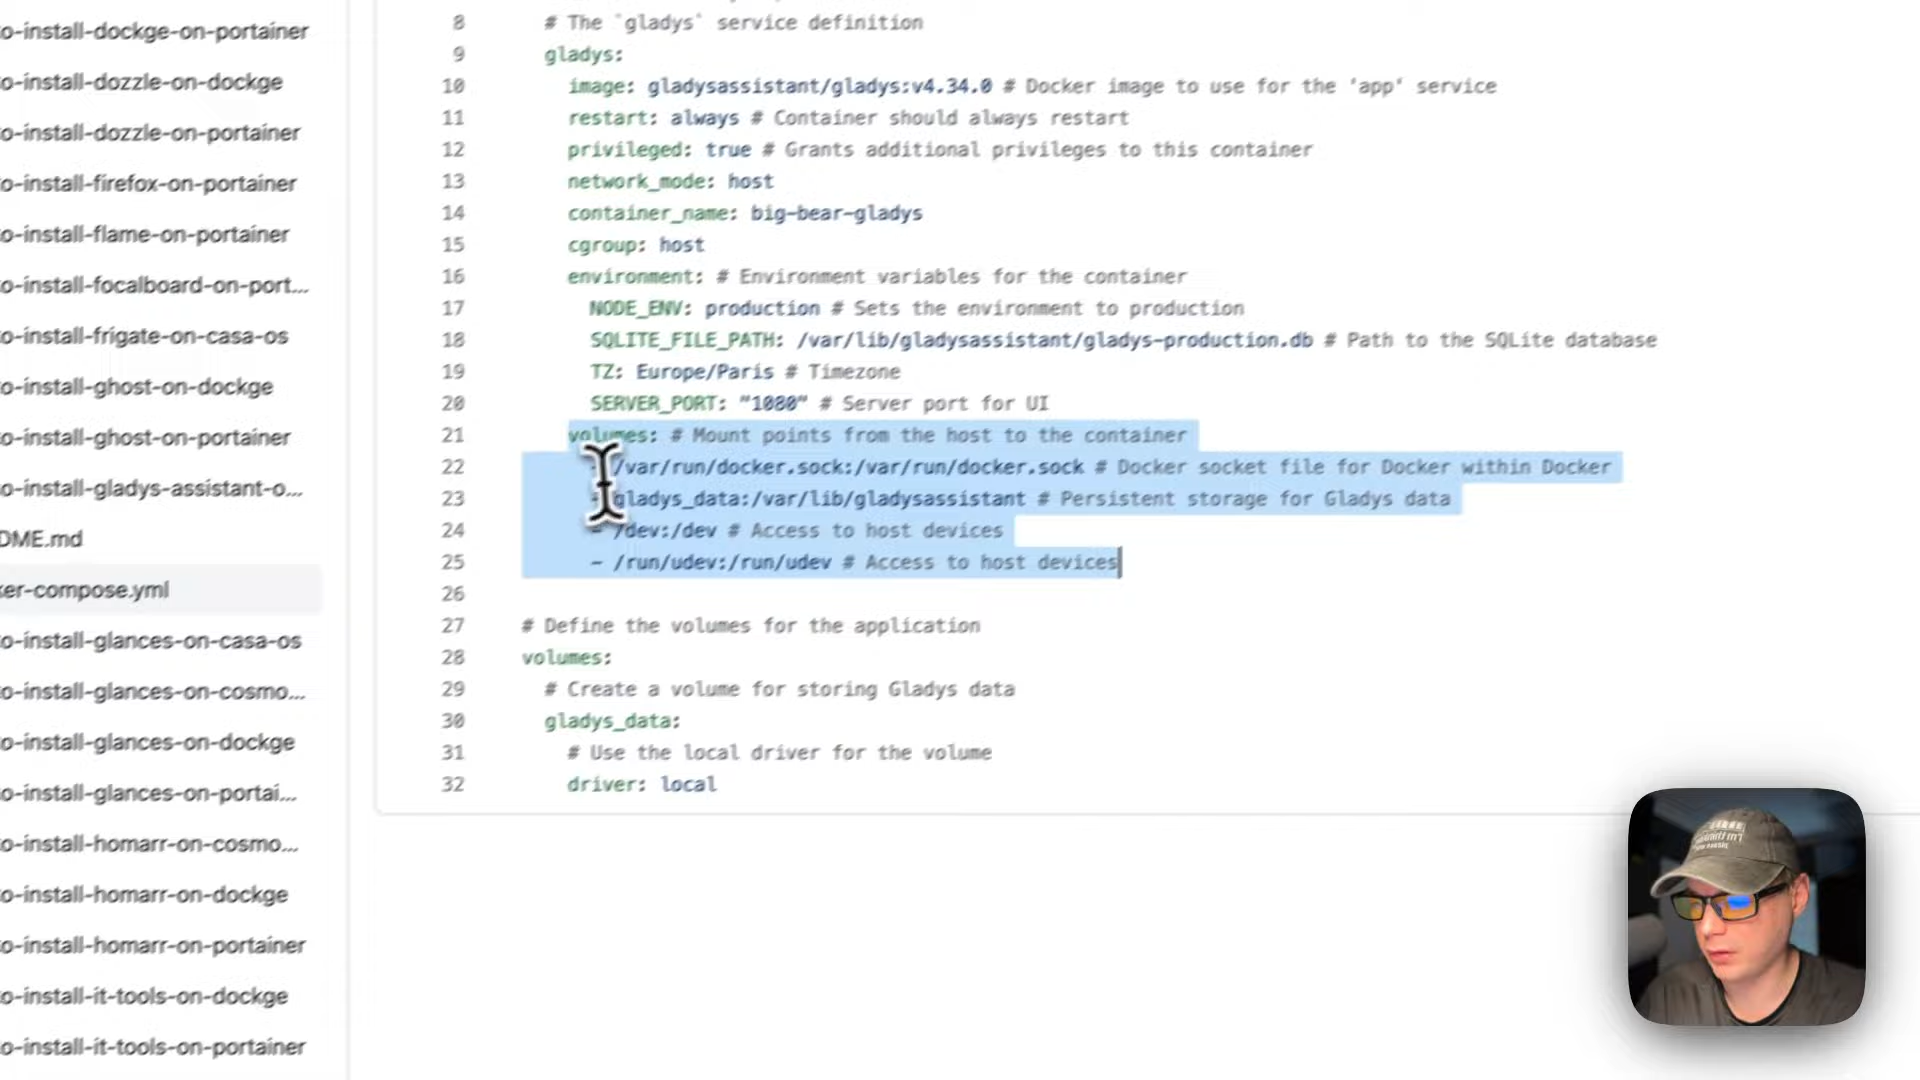 o-install-dockge-on-portainer
o-install-dozzle-on-dockge
o-install-dozzle-on-portainer
o-install-firefox-on-portainer
o-install-flame-on-portainer
o-install-focalboard-on-port...
o-install-frigate-on-casa-os
o-install-ghost-on-dockge
o-install-ghost-on-portainer
o-install-gladys-assistant-o...
DME.md
er-compose.yml
o-install-glances-on-casa-os
o-install-glances-on-cosmo...
o-install-glances-on-dockge
o-install-glances-on-portai...
o-install-homarr-on-cosmo...
o-install-homarr-on-dockge
o-install-homarr-on-portainer
o-install-it-tools-on-dockge
o-install-it-tools-on-portainer
8 # The `gladys` service definition
9 gladys:
10 image: gladysassistant/gladys:v4.34.0 # Docker image to use for the 'app' service
11 restart: always # Container should always restart
12 privileged: true # Grants additional privileges to this container
13 network_mode: host
14 container_name: big-bear-gladys
15 cgroup: host
16 environment: # Environment variables for the container
17 NODE_ENV: production # Sets the environment to production
18 SQLITE_FILE_PATH: /var/lib/gladysassistant/gladys-production.db # Path to the SQLite database
19 TZ: Europe/Paris # Timezone
20 SERVER_PORT: "1080" # Server port for UI
21 volumes: # Mount points from the host to the container
22 - /var/run/docker.sock:/var/run/docker.sock # Docker socket file for Docker within Docker
23 - gladys_data:/var/lib/gladysassistant # Persistent storage for Gladys data
24 - /dev:/dev # Access to host devices
25 - /run/udev:/run/udev # Access to host devices
26
27 # Define the volumes for the application
28 volumes:
29 # Create a volume for storing Gladys data
30 gladys_data:
31 # Use the local driver for the volume
32 driver: local